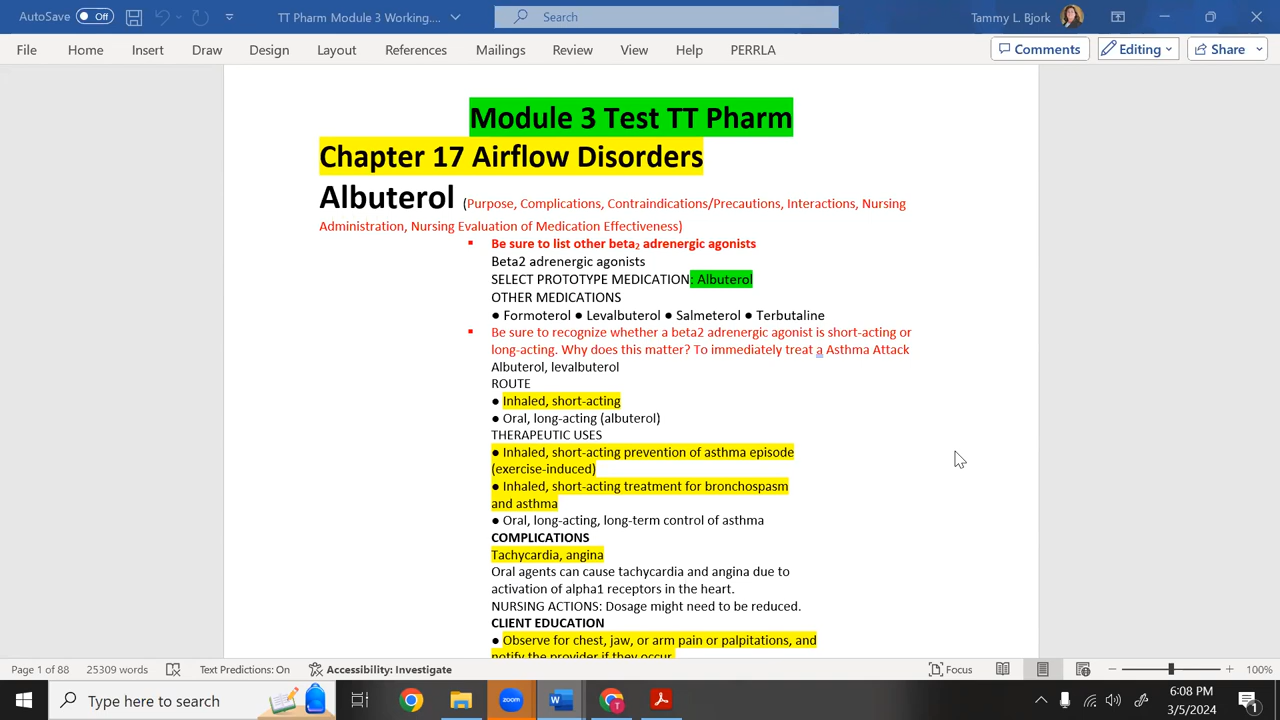 AutoSave Off TT Pharm Module 3 Working.... Search Tammy L. Bjork
File Home Insert Draw Design Layout References Mailings Review View Help PERRLA Comments Editing Share
Module 3 Test TT Pharm
Chapter 17 Airflow Disorders
Albuterol (Purpose, Complications, Contraindications/Precautions, Interactions, Nursing
Administration, Nursing Evaluation of Medication Effectiveness)
▪ Be sure to list other beta₂ adrenergic agonists
Beta2 adrenergic agonists
SELECT PROTOTYPE MEDICATION: Albuterol
OTHER MEDICATIONS
● Formoterol ● Levalbuterol ● Salmeterol ● Terbutaline
▪ Be sure to recognize whether a beta2 adrenergic agonist is short-acting or
long-acting. Why does this matter? To immediately treat a Asthma Attack
Albuterol, levalbuterol
ROUTE
● Inhaled, short-acting
● Oral, long-acting (albuterol)
THERAPEUTIC USES
● Inhaled, short-acting prevention of asthma episode
(exercise-induced)
● Inhaled, short-acting treatment for bronchospasm
and asthma
● Oral, long-acting, long-term control of asthma
COMPLICATIONS
Tachycardia, angina
Oral agents can cause tachycardia and angina due to
activation of alpha1 receptors in the heart.
NURSING ACTIONS: Dosage might need to be reduced.
CLIENT EDUCATION
● Observe for chest, jaw, or arm pain or palpitations, and
notify the provider if they occur.
Page 1 of 88 25309 words Text Predictions: On Accessibility: Investigate Focus 100%
Type here to search zoom W T 6:08 PM
3/5/2024 1